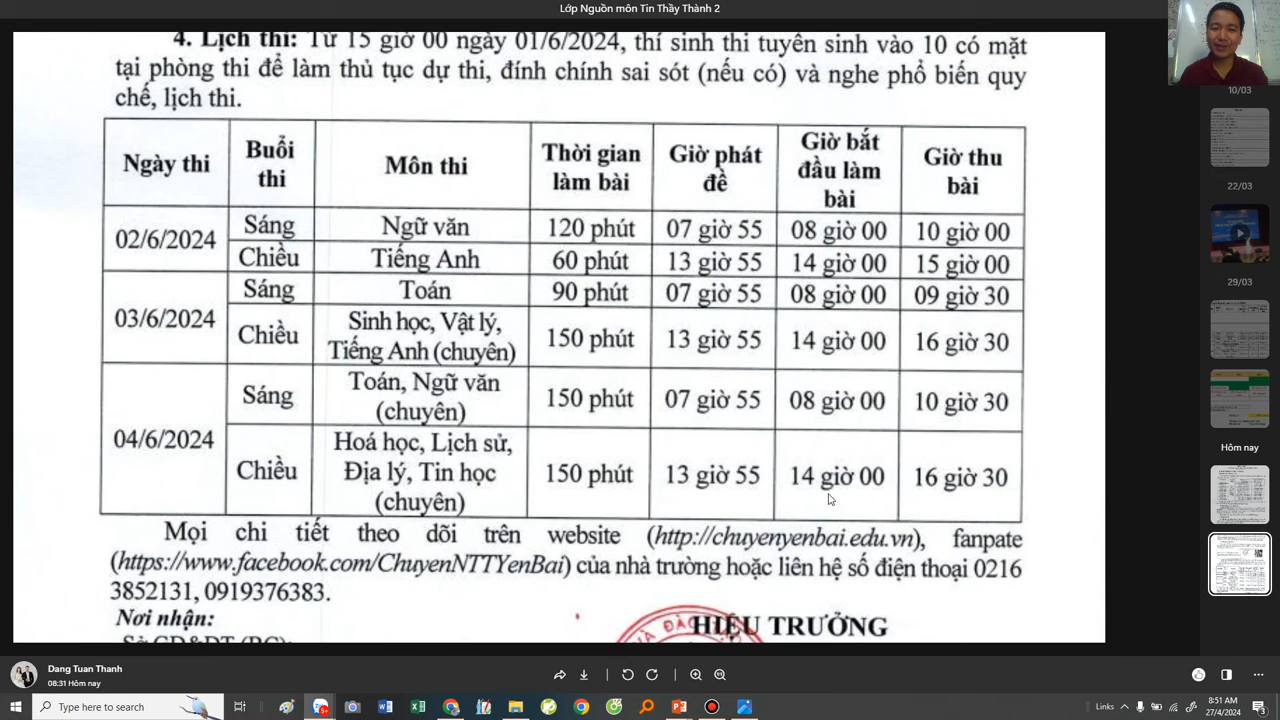 Lớp Nguồn môn Tin Thầy Thành 2
4. Lịch thi: Từ 15 giờ 00 ngày 01/6/2024, thí sinh thi tuyên sinh vào 10 có mặt
tại phòng thi để làm thủ tục dự thi, đính chính sai sót (nếu có) và nghe phổ biến quy
chế, lịch thi.
Ngày thi
Buổi thi
Môn thi
Thời gian làm bài
Giờ phát đề
Giờ bắt đầu làm bài
Giờ thu bài
02/6/2024
Sáng
Ngữ văn
120 phút
07 giờ 55
08 giờ 00
10 giờ 00
Chiều
Tiếng Anh
60 phút
13 giờ 55
14 giờ 00
15 giờ 00
03/6/2024
Sáng
Toán
90 phút
07 giờ 55
08 giờ 00
09 giờ 30
Chiều
Sinh học, Vật lý,
Tiếng Anh (chuyên)
150 phút
13 giờ 55
14 giờ 00
16 giờ 30
04/6/2024
Sáng
Toán, Ngữ văn
(chuyên)
150 phút
07 giờ 55
08 giờ 00
10 giờ 30
Chiều
Hoá học, Lịch sử,
Địa lý, Tin học
(chuyên)
150 phút
13 giờ 55
14 giờ 00
16 giờ 30
Mọi chi tiết theo dõi trên website (http://chuyenyenbai.edu.vn), fanpate
(https://www.facebook.com/ChuyenNTTYenBai) của nhà trường hoặc liên hệ số điện thoại 0216
3852131, 0919376383.
Nơi nhận:
HIỆU TRƯỞNG
10/03
22/03
29/03
Hôm nay
Dang Tuan Thanh
08:31 Hôm nay
Type here to search
Links
8:51 AM
27/4/2024